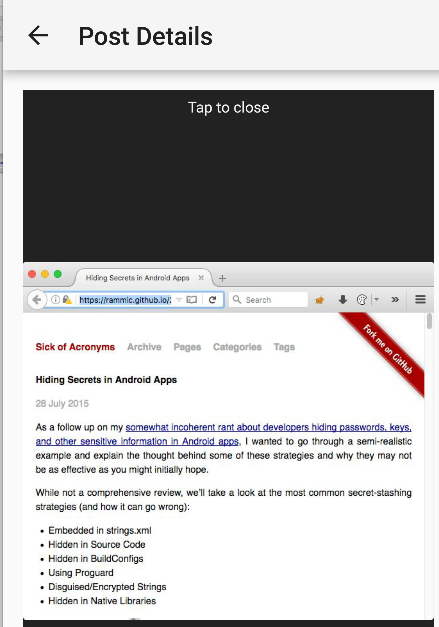 Post Details
Tap to close
Hiding Secrets in Android Apps
https://rammic.github.io/
Search
Fork me on GitHub
Sick of Acronyms Archive Pages Categories Tags
Hiding Secrets in Android Apps
28 July 2015
As a follow up on my somewhat incoherent rant about developers hiding passwords, keys,
and other sensitive information in Android apps, I wanted to go through a semi-realistic
example and explain the thought behind some of these strategies and why they may not
be as effective as you might initially hope.
While not a comprehensive review, we'll take a look at the most common secret-stashing
strategies (and how it can go wrong):
• Embedded in strings.xml
• Hidden in Source Code
• Hidden in BuildConfigs
• Using Proguard
• Disguised/Encrypted Strings
• Hidden in Native Libraries